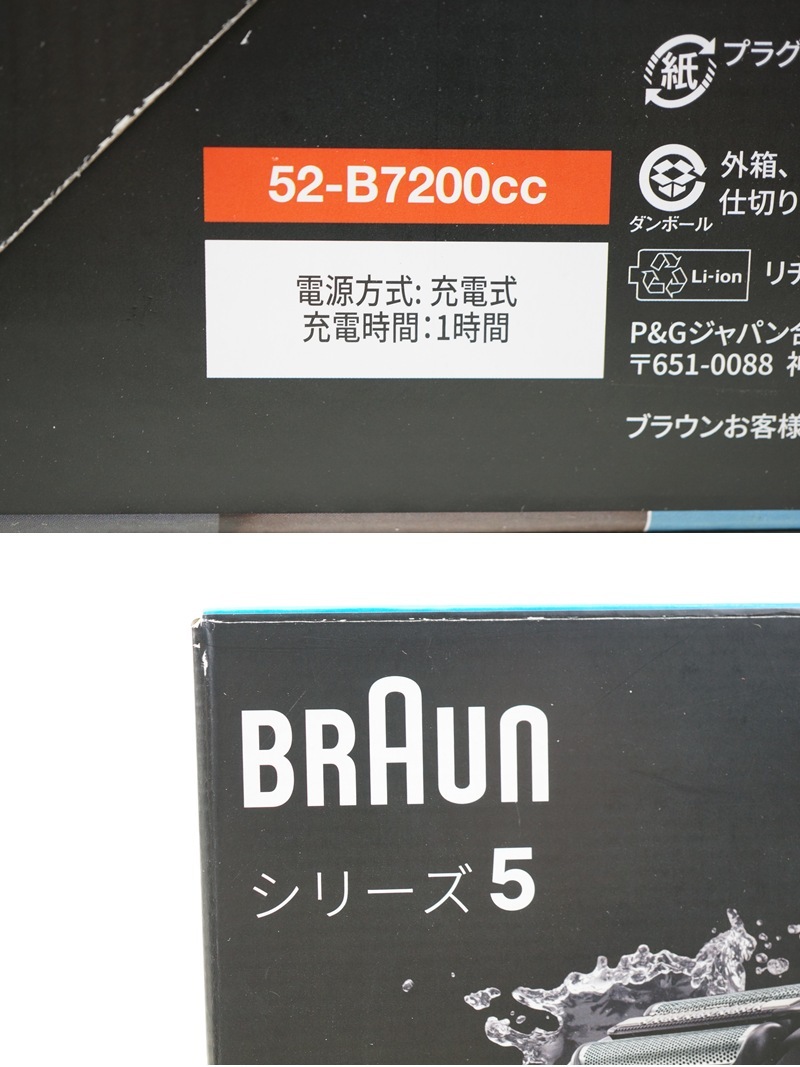 紙
プラグ
52-B7200cc
外箱、
仕切り
ダンボール
電源方式: 充電式
充電時間:1時間
Li-ion
リチ
P&Gジャパン合
〒651-0088 神
ブラウンお客様
BRAUN
シリーズ5